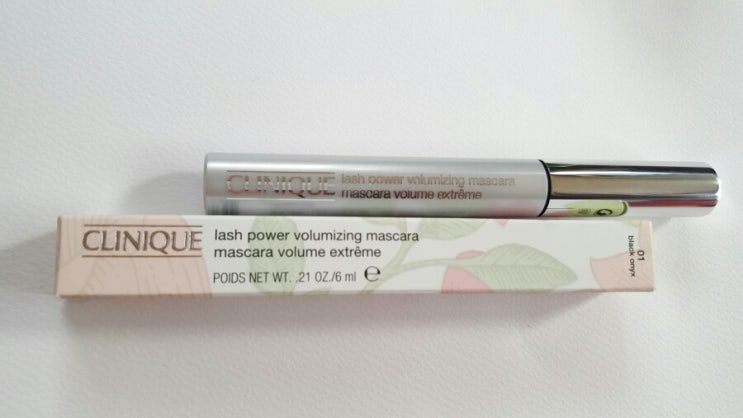 CLINIQUE
lash power volumizing mascara
mascara volume extrême
CLINIQUE
lash power volumizing mascara
mascara volume extrême
POIDS NET WT. .21 OZ./6 ml ℮
01
black onyx